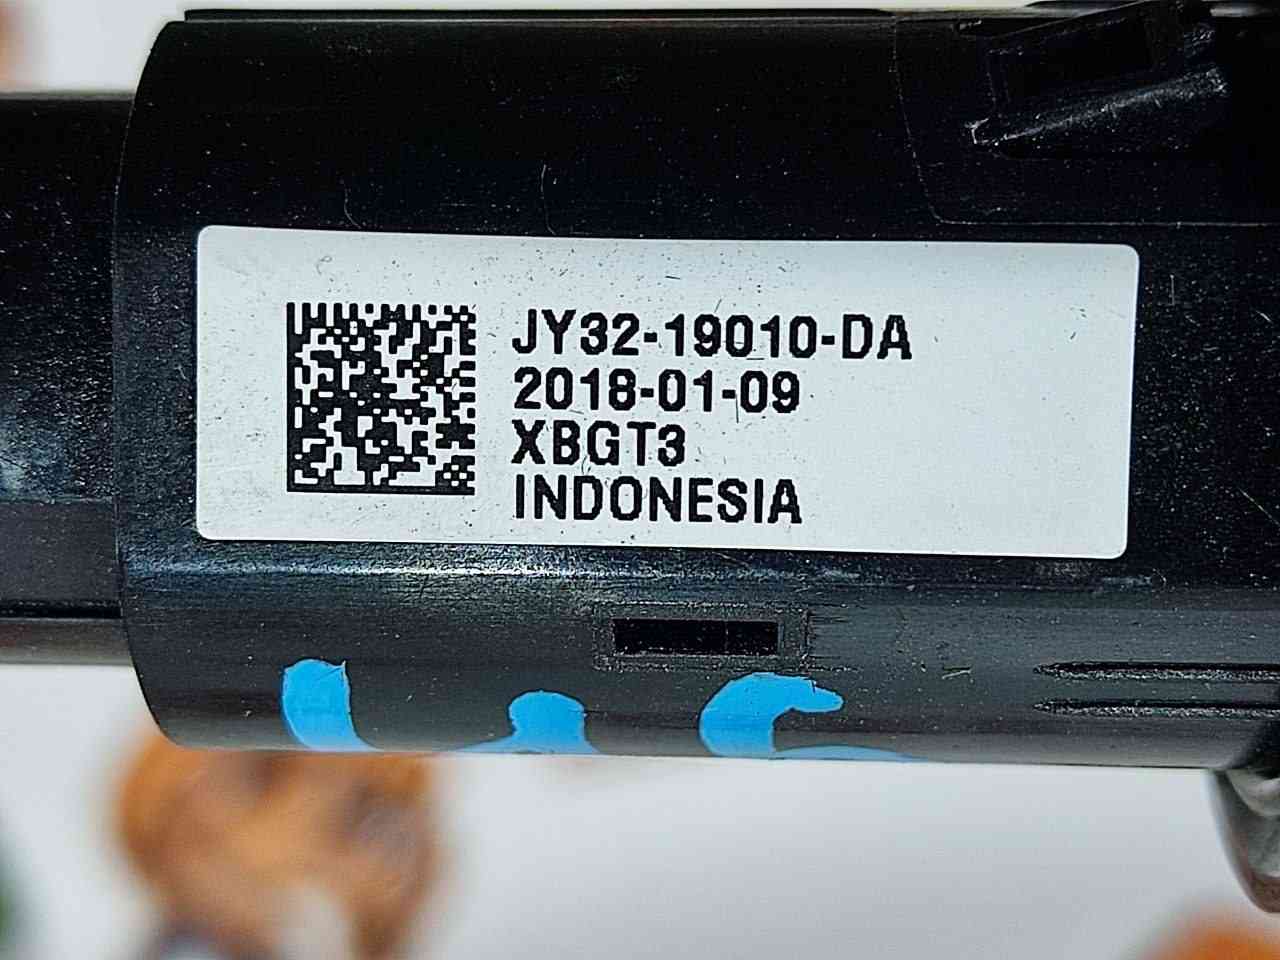 JY32-19010-DA
2018-01-09
XBGT3
INDONESIA